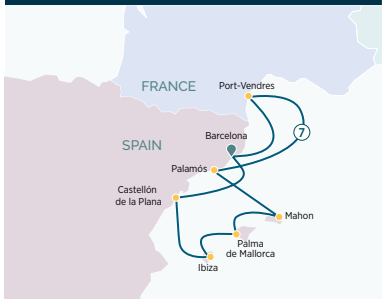 FRANCE
Port-Vendres
7
Barcelona
SPAIN
Palamós
Castellón
de la Plana
Mahon
Palma
de Mallorca
Ibiza